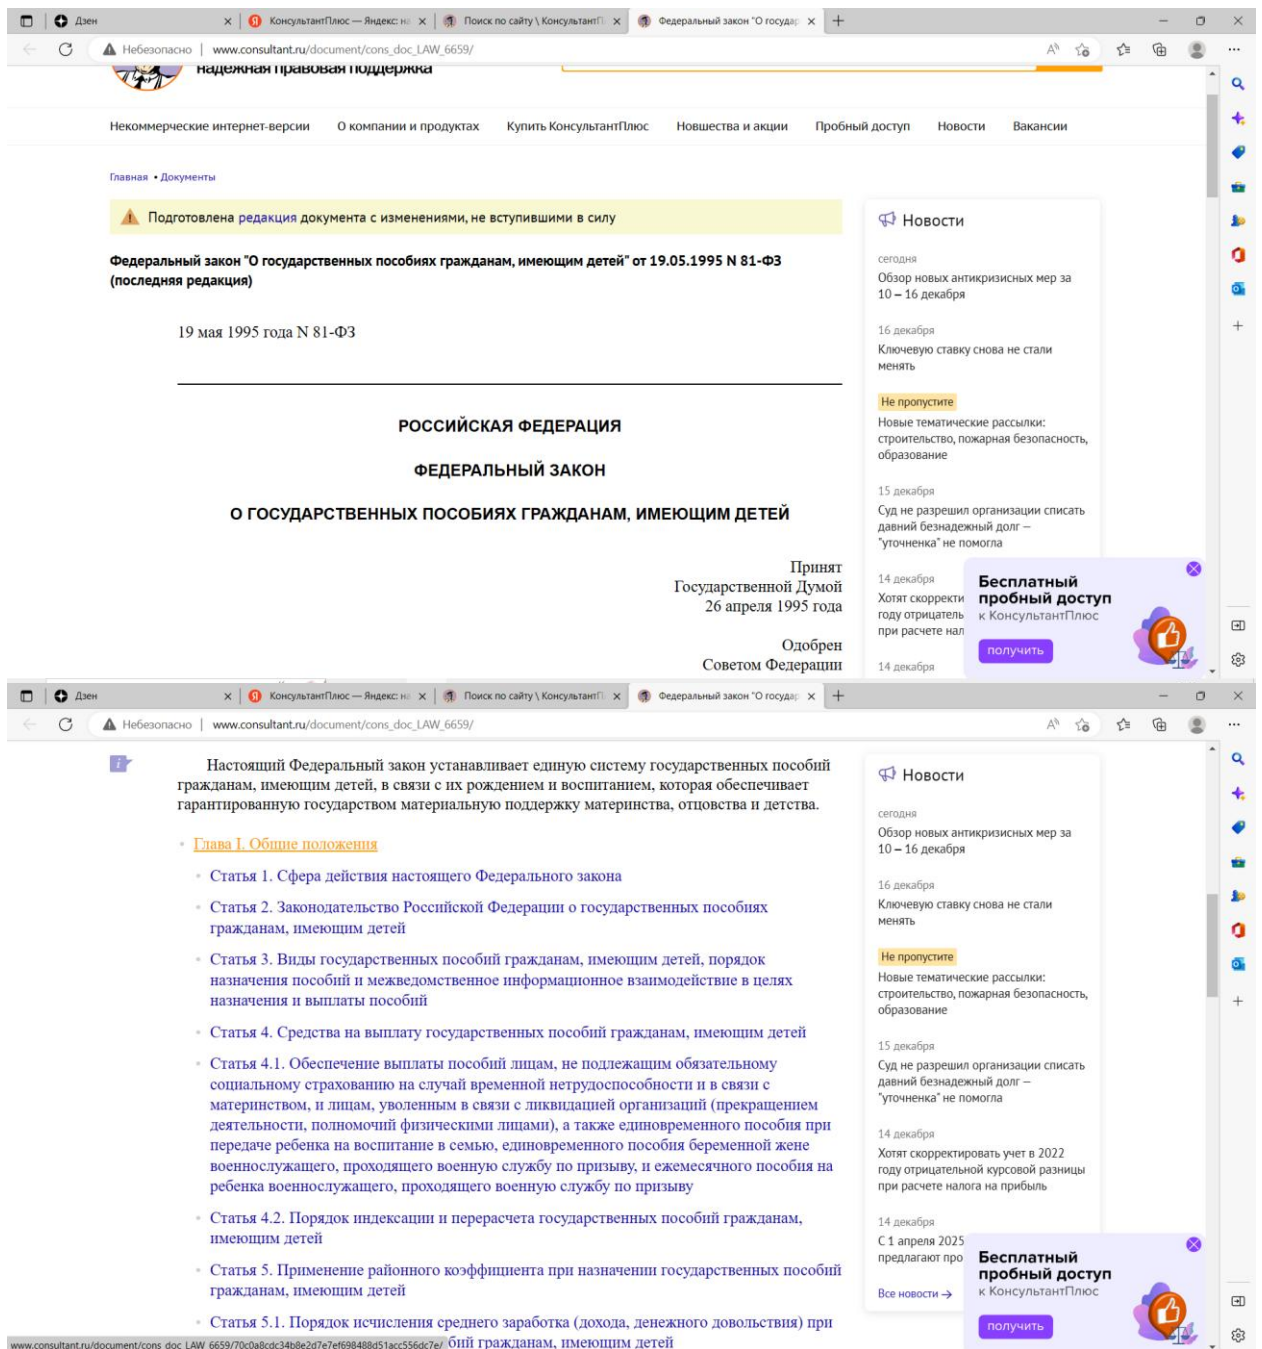 Дзен
КонсультантПлюс — Яндекс: на
Поиск по сайту \ КонсультантП
Федеральный закон "О государ
Небезопасно | www.consultant.ru/document/cons_doc_LAW_6659/
надежная правовая поддержка
Некоммерческие интернет-версии О компании и продуктах Купить КонсультантПлюс Новшества и акции Пробный доступ Новости Вакансии
Главная • Документы
Подготовлена редакция документа с изменениями, не вступившими в силу
Федеральный закон "О государственных пособиях гражданам, имеющим детей" от 19.05.1995 N 81-ФЗ
(последняя редакция)
19 мая 1995 года N 81-ФЗ
РОССИЙСКАЯ ФЕДЕРАЦИЯ
ФЕДЕРАЛЬНЫЙ ЗАКОН
О ГОСУДАРСТВЕННЫХ ПОСОБИЯХ ГРАЖДАНАМ, ИМЕЮЩИМ ДЕТЕЙ
Принят
Государственной Думой
26 апреля 1995 года
Одобрен
Советом Федерации
Новости
сегодня
Обзор новых антикризисных мер за
10 – 16 декабря
16 декабря
Ключевую ставку снова не стали
менять
Не пропустите
Новые тематические рассылки:
строительство, пожарная безопасность,
образование
15 декабря
Суд не разрешил организации списать
давний безнадежный долг —
"уточненка" не помогла
14 декабря
Хотят скорректи
году отрицатель
при расчете нал
14 декабря
Бесплатный
пробный доступ
к КонсультантПлюс
получить
Дзен
КонсультантПлюс — Яндекс: на
Поиск по сайту \ КонсультантП
Федеральный закон "О государ
Небезопасно | www.consultant.ru/document/cons_doc_LAW_6659/
Настоящий Федеральный закон устанавливает единую систему государственных пособий
гражданам, имеющим детей, в связи с их рождением и воспитанием, которая обеспечивает
гарантированную государством материальную поддержку материнства, отцовства и детства.
Глава I. Общие положения
Статья 1. Сфера действия настоящего Федерального закона
Статья 2. Законодательство Российской Федерации о государственных пособиях
гражданам, имеющим детей
Статья 3. Виды государственных пособий гражданам, имеющим детей, порядок
назначения пособий и межведомственное информационное взаимодействие в целях
назначения и выплаты пособий
Статья 4. Средства на выплату государственных пособий гражданам, имеющим детей
Статья 4.1. Обеспечение выплаты пособий лицам, не подлежащим обязательному
социальному страхованию на случай временной нетрудоспособности и в связи с
материнством, и лицам, уволенным в связи с ликвидацией организаций (прекращением
деятельности, полномочий физическими лицами), а также единовременного пособия при
передаче ребенка на воспитание в семью, единовременного пособия беременной жене
военнослужащего, проходящего военную службу по призыву, и ежемесячного пособия на
ребенка военнослужащего, проходящего военную службу по призыву
Статья 4.2. Порядок индексации и перерасчета государственных пособий гражданам,
имеющим детей
Статья 5. Применение районного коэффициента при назначении государственных пособий
гражданам, имеющим детей
Статья 5.1. Порядок исчисления среднего заработка (дохода, денежного довольствия) при
бий гражданам, имеющим детей
www.consultant.ru/document/cons_doc_LAW_6659/70c0a8cdc34b8e2d7e7ef698488d51acc556dc7e/
Новости
сегодня
Обзор новых антикризисных мер за
10 – 16 декабря
16 декабря
Ключевую ставку снова не стали
менять
Не пропустите
Новые тематические рассылки:
строительство, пожарная безопасность,
образование
15 декабря
Суд не разрешил организации списать
давний безнадежный долг —
"уточненка" не помогла
14 декабря
Хотят скорректировать учет в 2022
году отрицательной курсовой разницы
при расчете налога на прибыль
14 декабря
С 1 апреля 2025
предлагают про
Все новости →
Бесплатный
пробный доступ
к КонсультантПлюс
получить